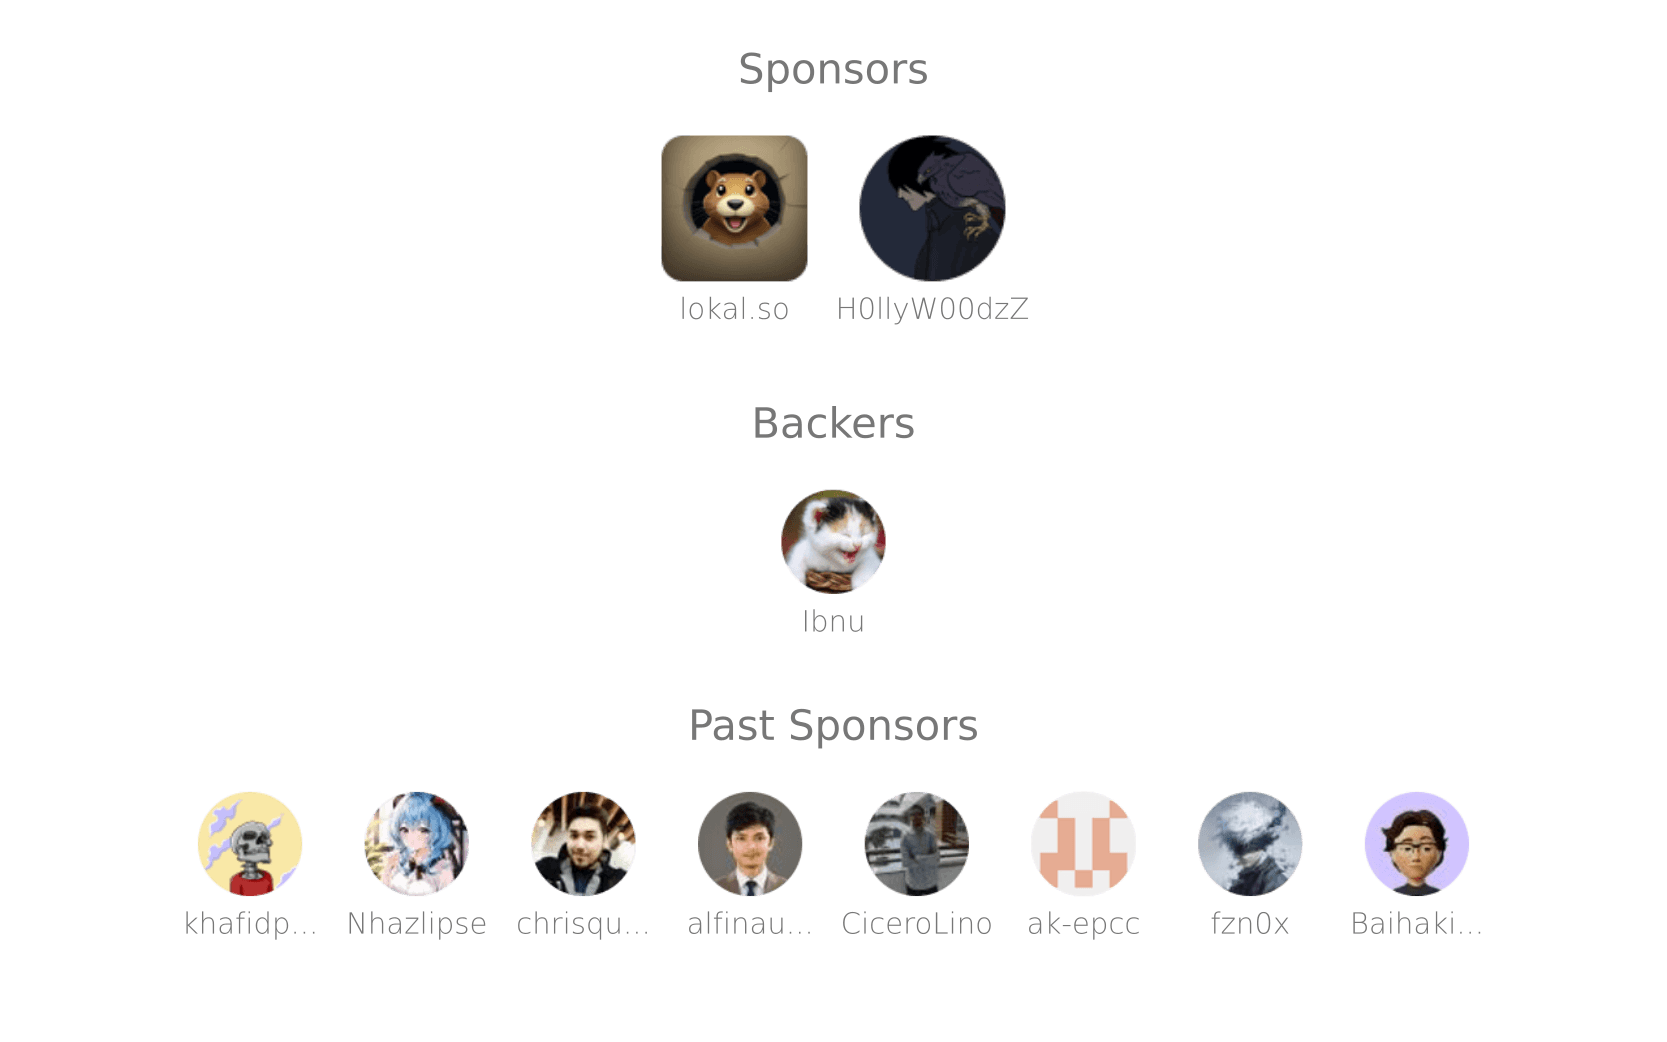 Sponsors
lokal.so H0llyW00dzZ
Backers
Ibnu
Past Sponsors
khafidp... Nhazlipse chrisqu... alfinau... CiceroLino ak-epcc fzn0x Baihaki...